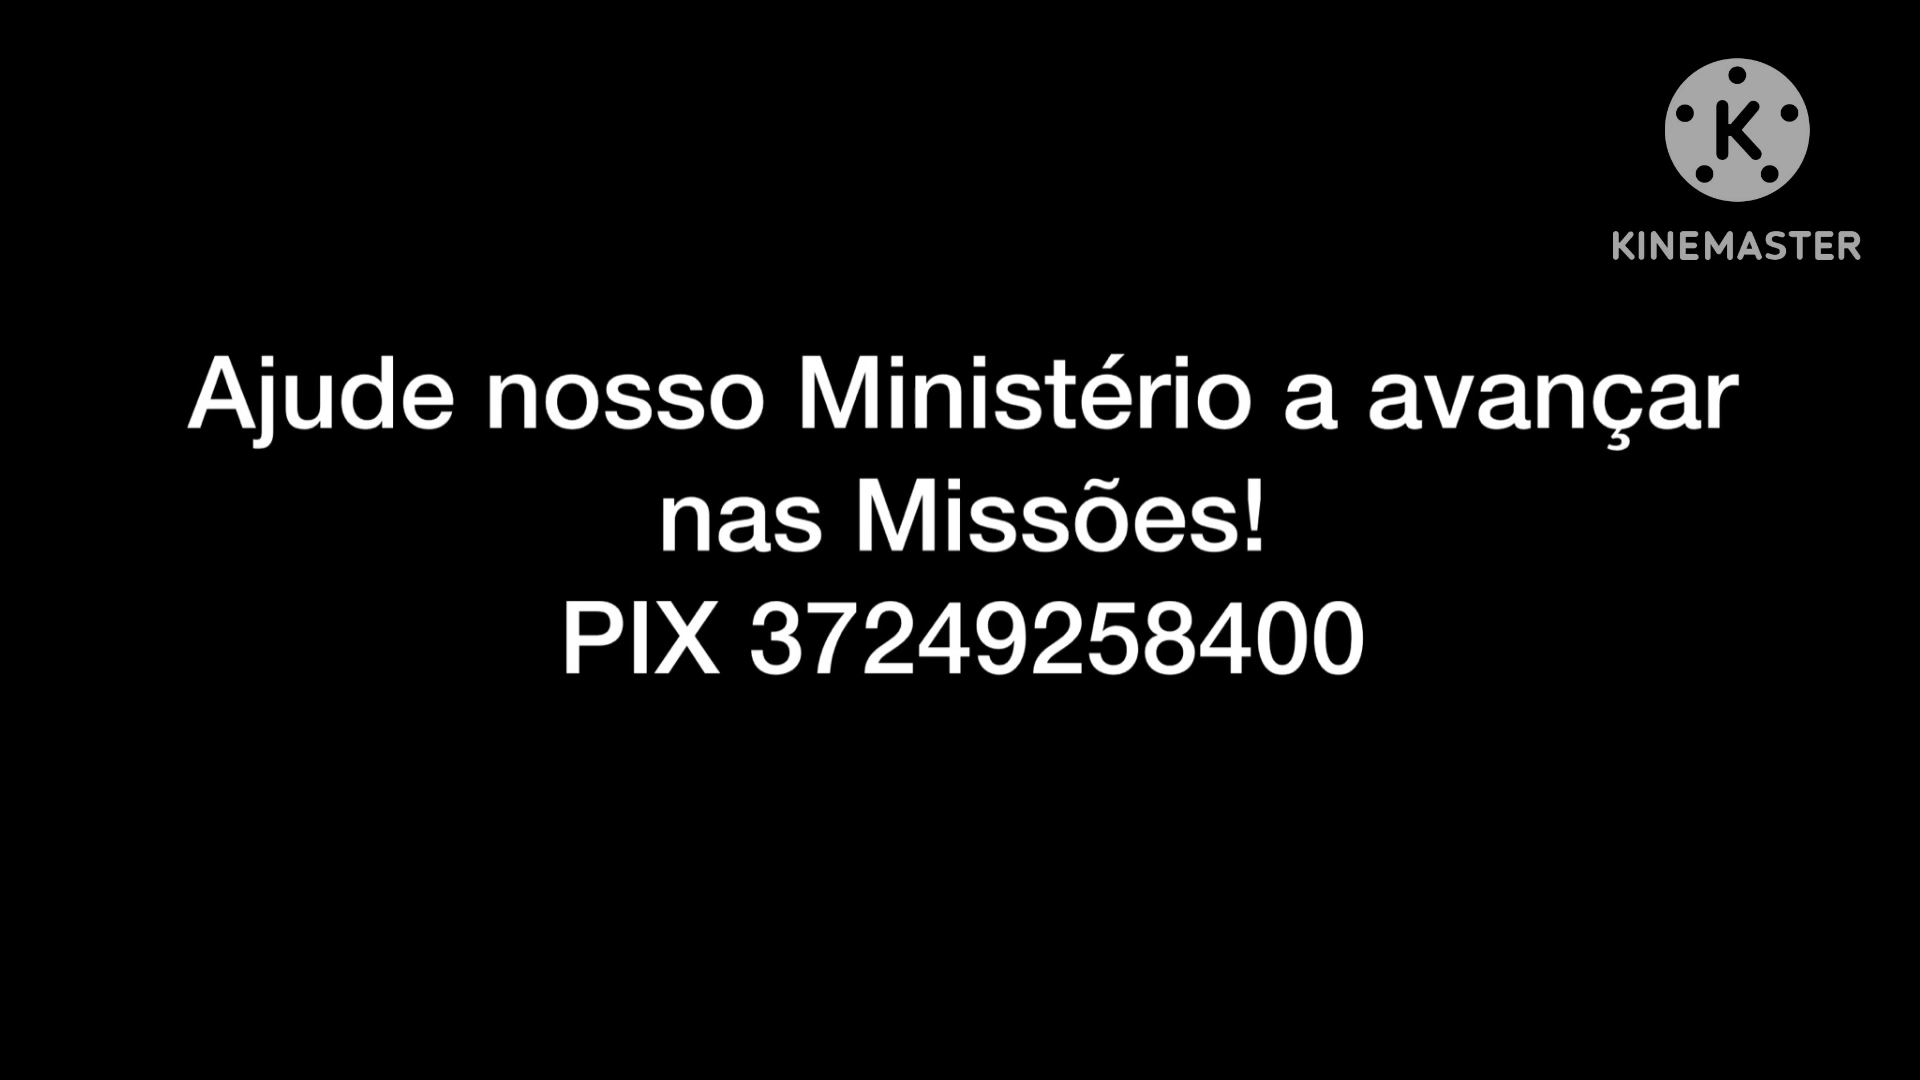 KINEMASTER
Ajude nosso Ministério a avançar
nas Missões!
PIX 37249258400